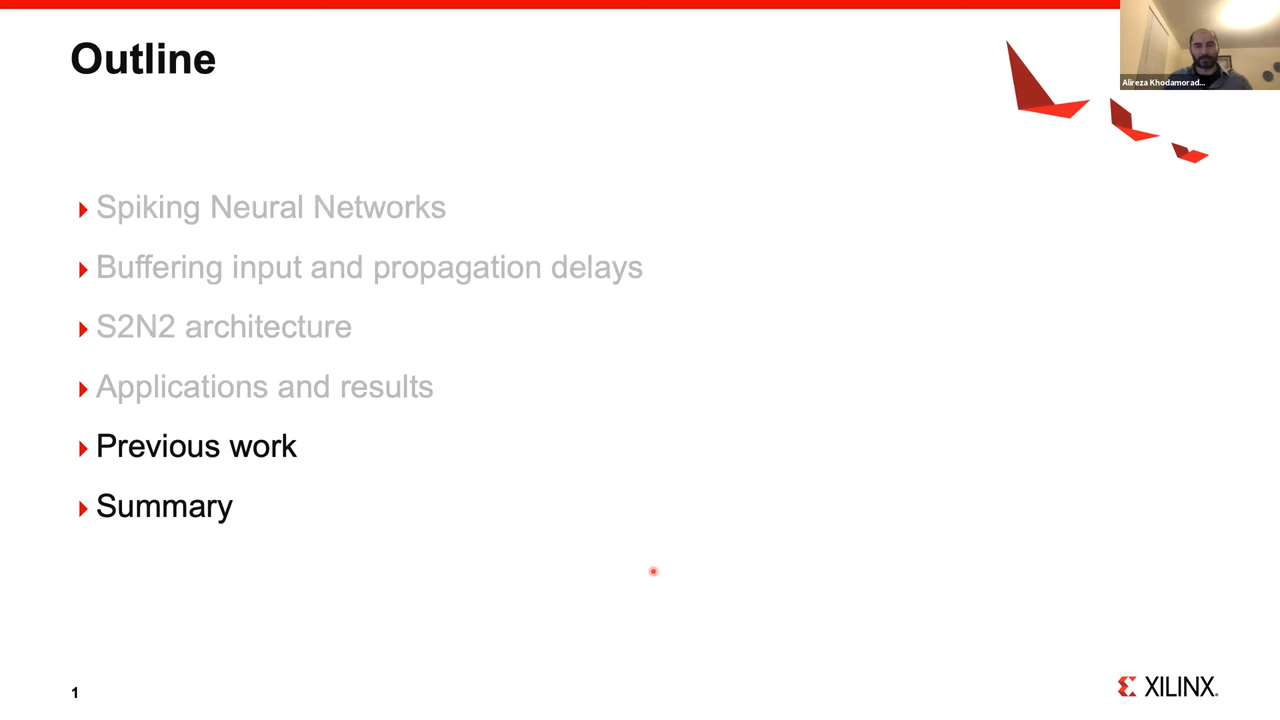 Outline
Alireza Khodamorad...
Spiking Neural Networks
Buffering input and propagation delays
S2N2 architecture
Applications and results
Previous work
Summary
1
XILINX.